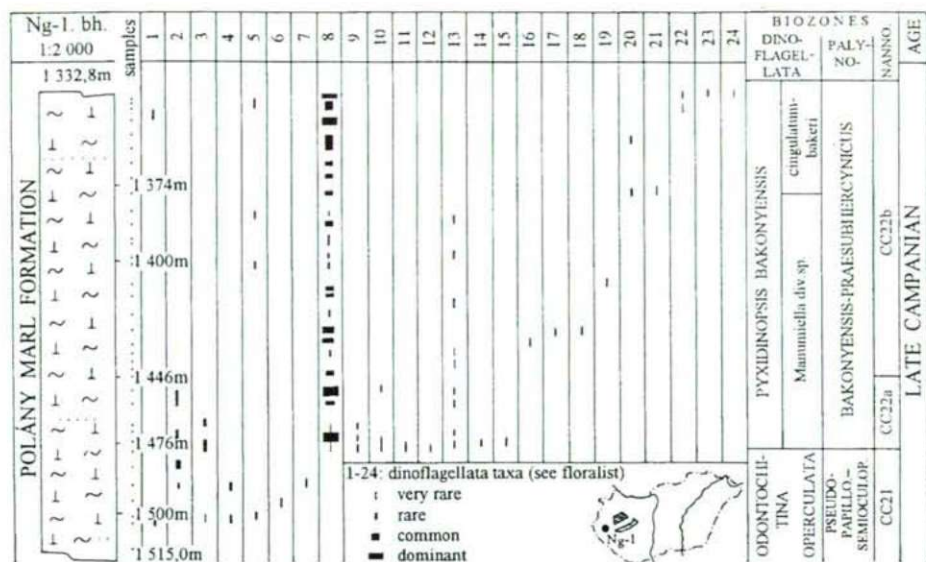 Ng-1. bh.
1:2 000
1 332,8m
samples
1 2 3 4 5 6 7 8 9 10 11 12 13 14 15 16 17 18 19 20 21 22 23 24
BIOZONES
DINO-
FLAGEL-
LATA
PALY-
NO-
NANNO.
AGE
POLÁNY MARL FORMATION
1 374m
1 400m
1 446m
1 476m
1 500m
1 515,0m
PYXIDINOPSIS BAKONYENSIS
cingulatum-
bakeri
Mammiella div.sp.
BAKONYENSIS-PRAESUBHERCYNICUS
CC22b
CC22a
LATE CAMPANIAN
ODONTOCHI-
TINA
OPERCULATA
PSEUDO-
PAPILLO.–
SEMIOCULOP.
CC21
1-24: dinoflagellata taxa (see floralist)
very rare
rare
common
dominant
Ng-1